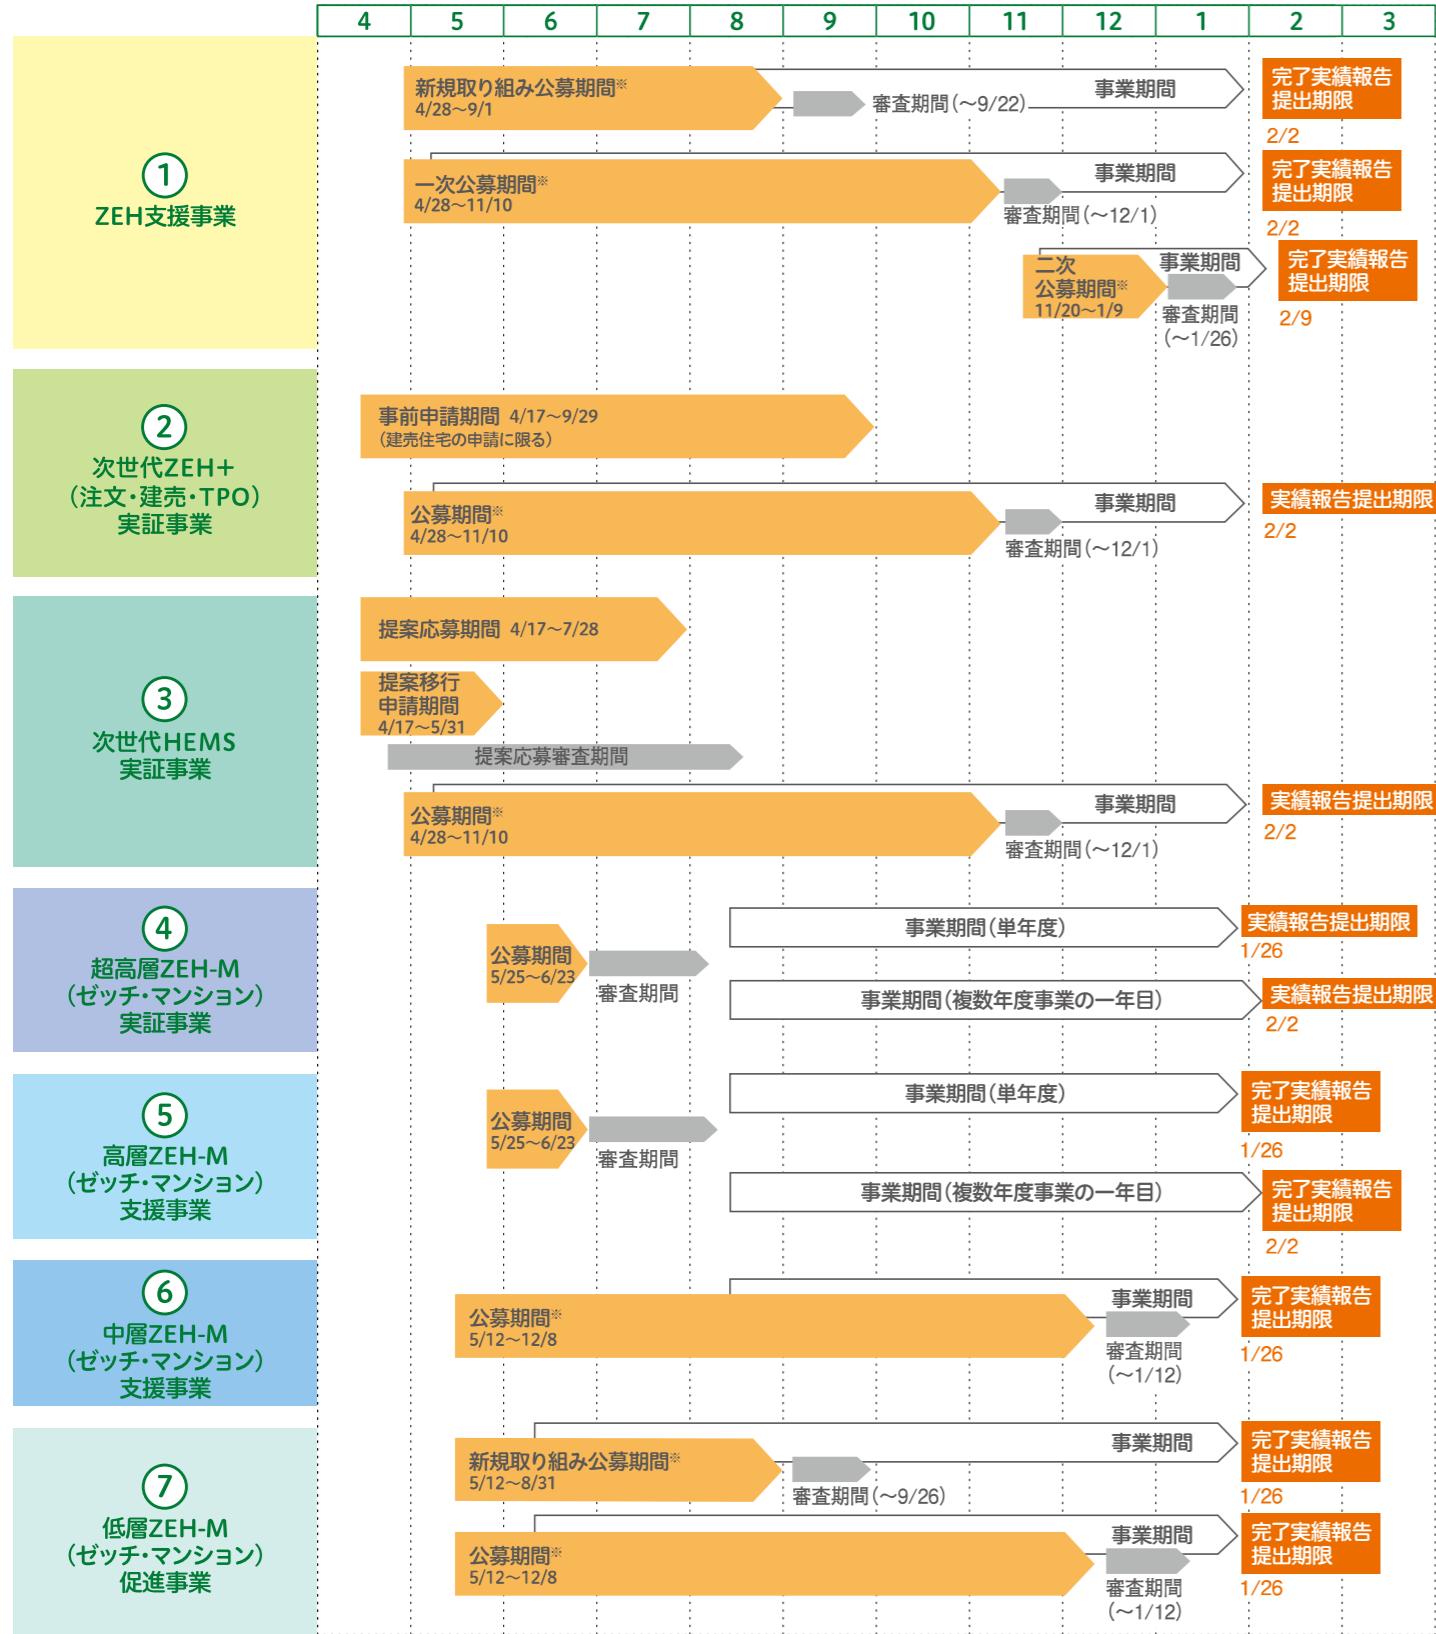 4 5 6 7 8 9 10 11 12 1 2 3
①
ZEH支援事業
新規取り組み公募期間※
4/28～9/1
審査期間(～9/22)
事業期間
完了実績報告
提出期限
2/2
一次公募期間※
4/28～11/10
事業期間
審査期間(～12/1)
完了実績報告
提出期限
2/2
二次
公募期間※
11/20～1/9
事業期間
審査期間
(～1/26)
完了実績報告
提出期限
2/9
②
次世代ZEH＋
(注文・建売・TPO)
実証事業
事前申請期間 4/17～9/29
(建売住宅の申請に限る)
公募期間※
4/28～11/10
事業期間
審査期間(～12/1)
実績報告提出期限
2/2
③
次世代HEMS
実証事業
提案応募期間 4/17～7/28
提案移行
申請期間
4/17～5/31
提案応募審査期間
公募期間※
4/28～11/10
事業期間
審査期間(～12/1)
実績報告提出期限
2/2
④
超高層ZEH-M
(ゼッチ・マンション)
実証事業
公募期間
5/25～6/23
審査期間
事業期間(単年度)
実績報告提出期限
1/26
事業期間(複数年度事業の一年目)
実績報告提出期限
2/2
⑤
高層ZEH-M
(ゼッチ・マンション)
支援事業
公募期間
5/25～6/23
審査期間
事業期間(単年度)
完了実績報告
提出期限
1/26
事業期間(複数年度事業の一年目)
完了実績報告
提出期限
2/2
⑥
中層ZEH-M
(ゼッチ・マンション)
支援事業
公募期間※
5/12～12/8
事業期間
審査期間
(～1/12)
完了実績報告
提出期限
1/26
⑦
低層ZEH-M
(ゼッチ・マンション)
促進事業
新規取り組み公募期間※
5/12～8/31
審査期間(～9/26)
事業期間
完了実績報告
提出期限
1/26
公募期間※
5/12～12/8
事業期間
審査期間
(～1/12)
完了実績報告
提出期限
1/26